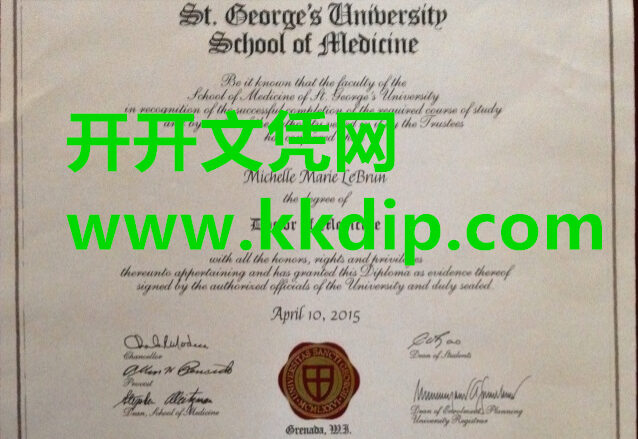 St. George's University
School of Medicine
Be it known that the faculty of the
School of Medicine of St. George's University
in recognition of the successful completion of the required course of study
and by the Trustees
开开文凭网
Michelle Marie LeBrun
the degree of
www.kkdip.com
with all the honors, rights and privileges
thereunto appertaining and has granted this Diploma as evidence thereof
signed by the authorized officials of the University and duly sealed.
April 10, 2015
Chancellor
Dean of Students
Provost
Dean, School of Medicine
Dean of Enrolment Planning
University Registrar
Grenada, W.I.